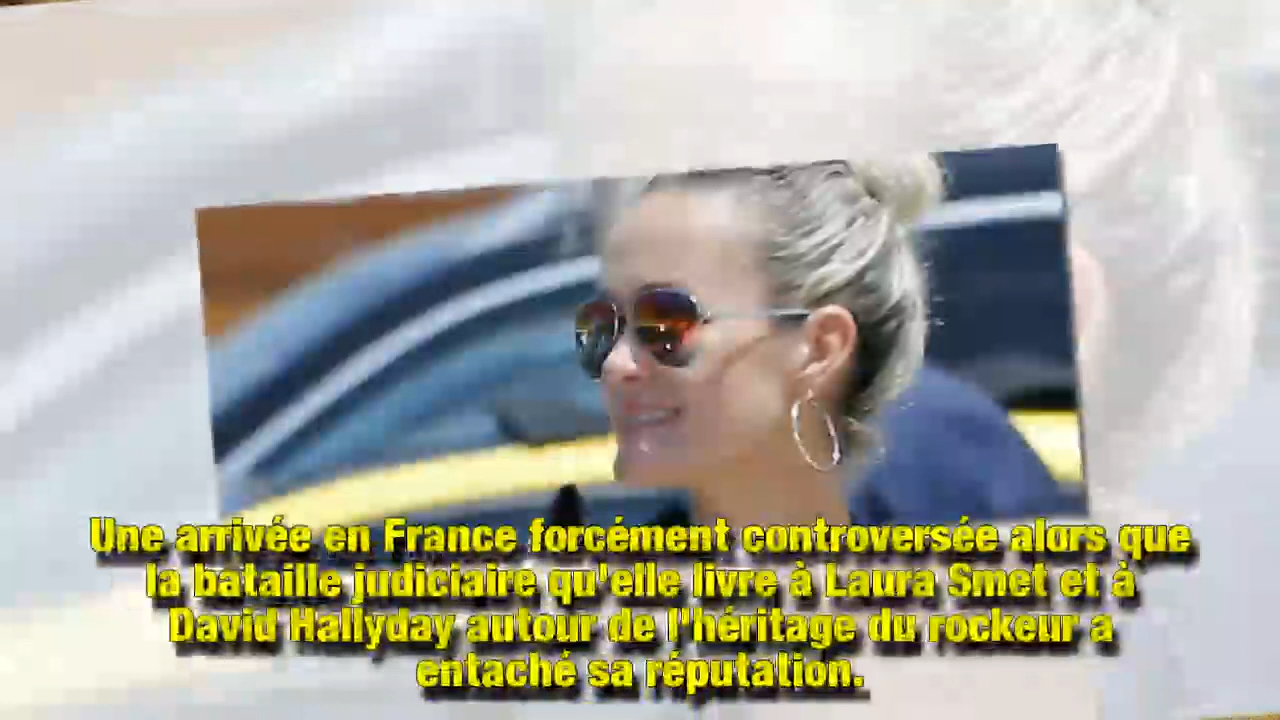 Une arrivée en France forcément controversée alors que
la bataille judiciaire qu'elle livre à Laura Smet et à
David Hallyday autour de l'héritage du rockeur a
entaché sa réputation.